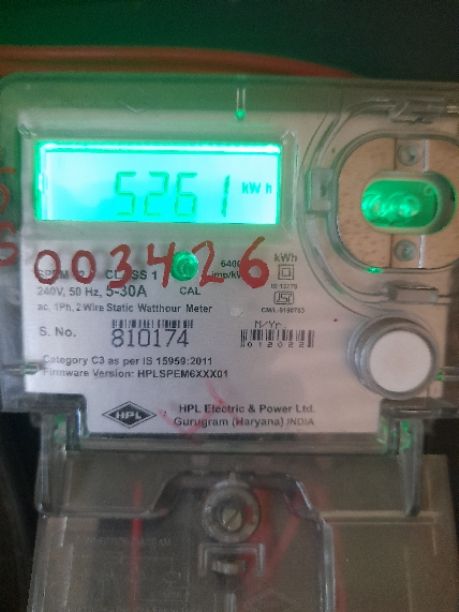 5261 kWh
003426
CLASS 1
kWh
240V, 50 Hz, 5-30A
CAL
ac, 1Ph, 2 Wire Static Watthour Meter
M/Yr.
S. No. 810174
Category C3 as per IS 15959:2011
Firmware Version: HPLSPEM6XXX01
HPL
HPL Electric & Power Ltd.
Gurugram (Haryana) INDIA